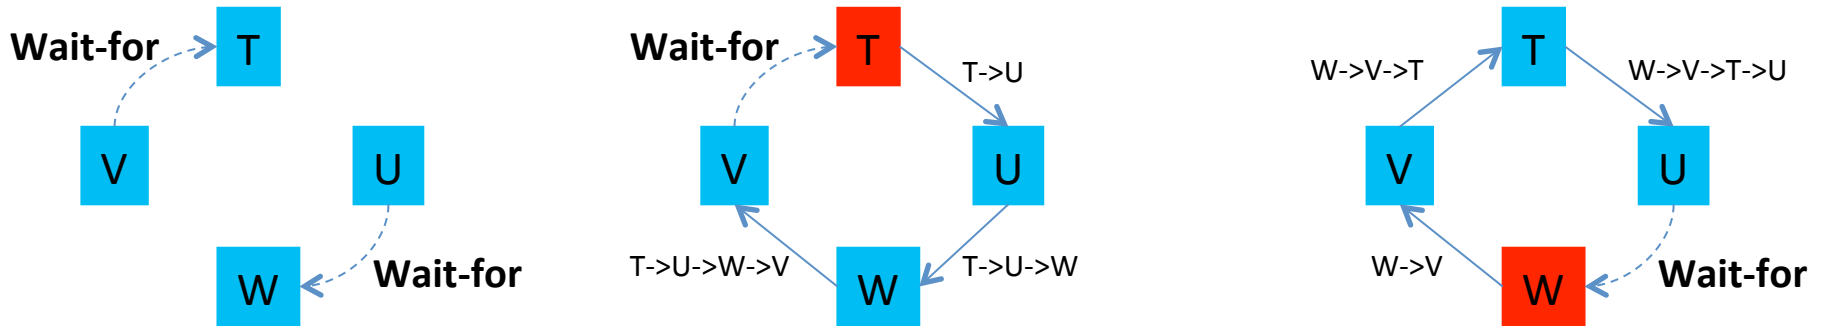 Wait-for
T
V
U
W
Wait-for
Wait-for
T
T->U
V
U
T->U->W->V
W
T->U->W
T
W->V->T
W->V->T->U
V
U
W->V
W
Wait-for